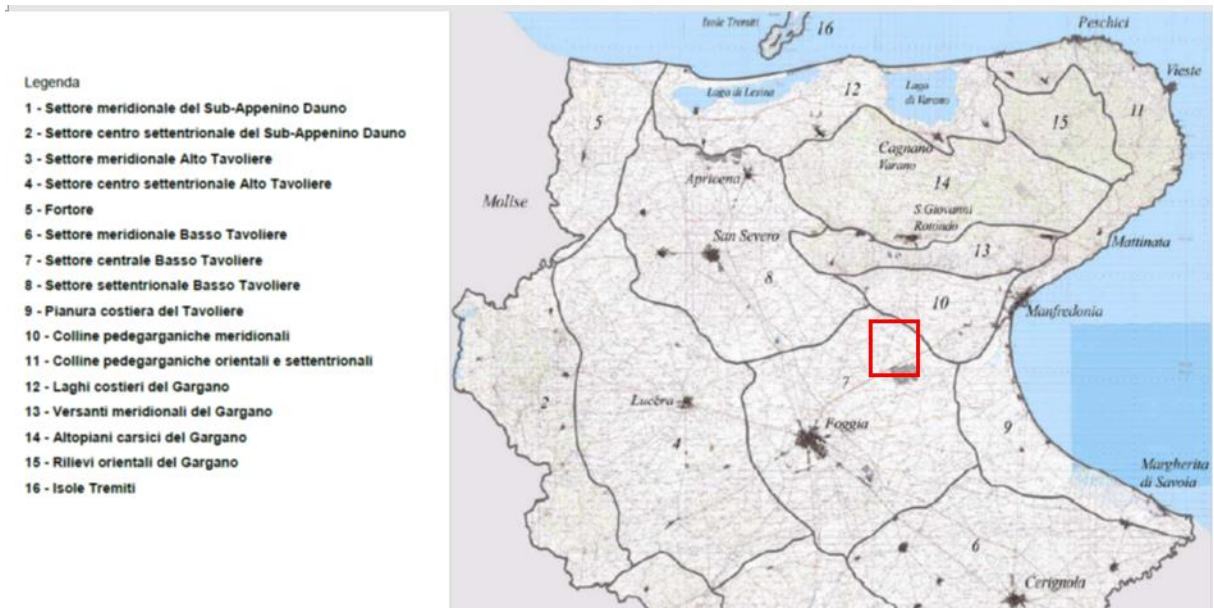 Legenda
1 - Settore meridionale del Sub-Appenino Dauno
2 - Settore centro settentrionale del Sub-Appenino Dauno
3 - Settore meridionale Alto Tavoliere
4 - Settore centro settentrionale Alto Tavoliere
5 - Fortore
6 - Settore meridionale Basso Tavoliere
7 - Settore centrale Basso Tavoliere
8 - Settore settentrionale Basso Tavoliere
9 - Pianura costiera del Tavoliere
10 - Colline pedegarganiche meridionali
11 - Colline pedegarganiche orientali e settentrionali
12 - Laghi costieri del Gargano
13 - Versanti meridionali del Gargano
14 - Altopiani carsici del Gargano
15 - Rilievi orientali del Gargano
16 - Isole Tremiti
Isole Tremiti
16
Peschici
Vieste
Lago di Lesina
12
Lago
di Varano
5
15
11
Cagnano
Varano
Apricena
14
Molise
S.Giovanni
Rotondo
San Severo
13
Mattinata
8
10
Manfredonia
7
2
Lucera
4
Foggia
9
Margherita
di Savoia
6
Cerignola